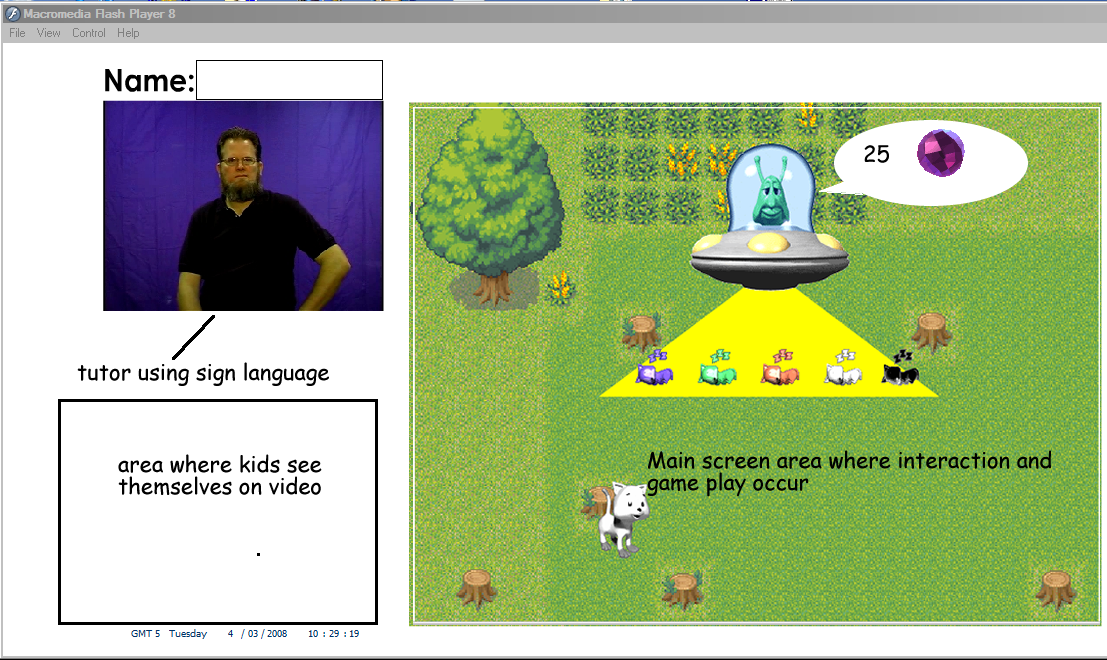 Macromedia Flash Player 8
File View Control Help
Name:
25
tutor using sign language
area where kids see
themselves on video
Main screen area where interaction and
game play occur
GMT 5 Tuesday 4 / 03 / 2008 10 : 29 : 19